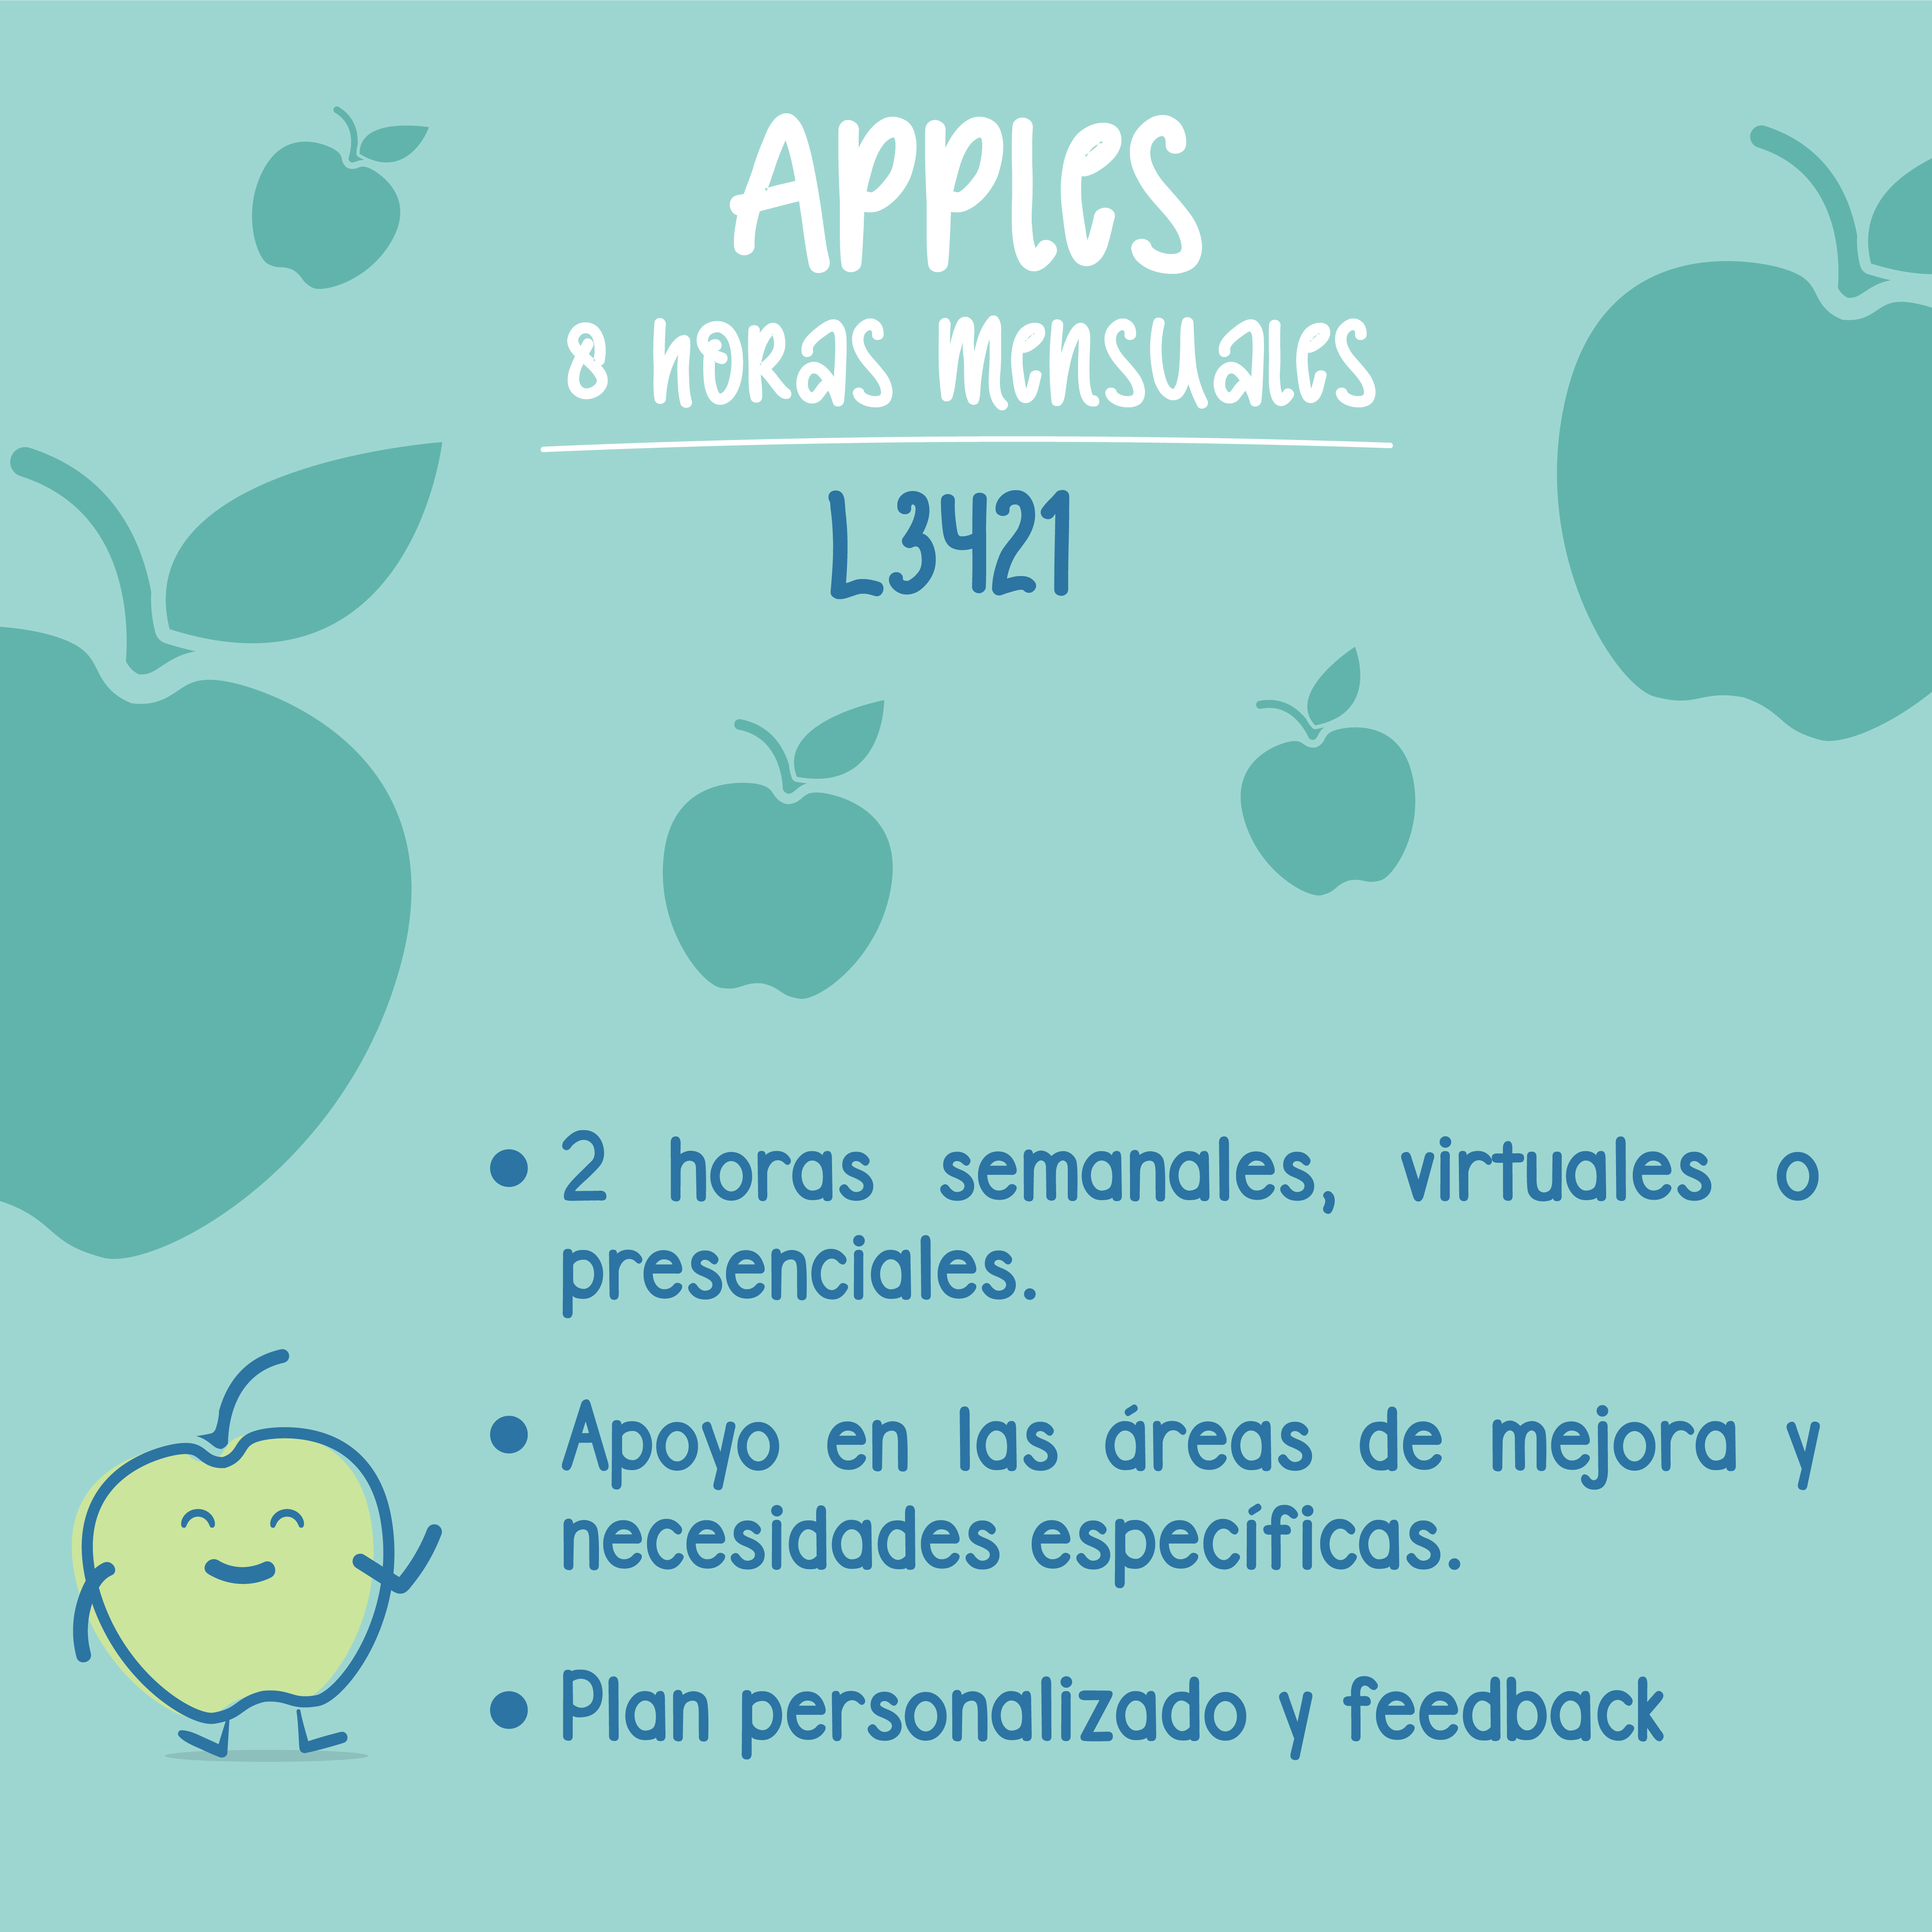 Apples
8 horas mensuales
L3421
• 2 horas semanales, virtuales o
presenciales.
• Apoyo en las áreas de mejora y
necesidades específicas.
• Plan personalizado y feedback